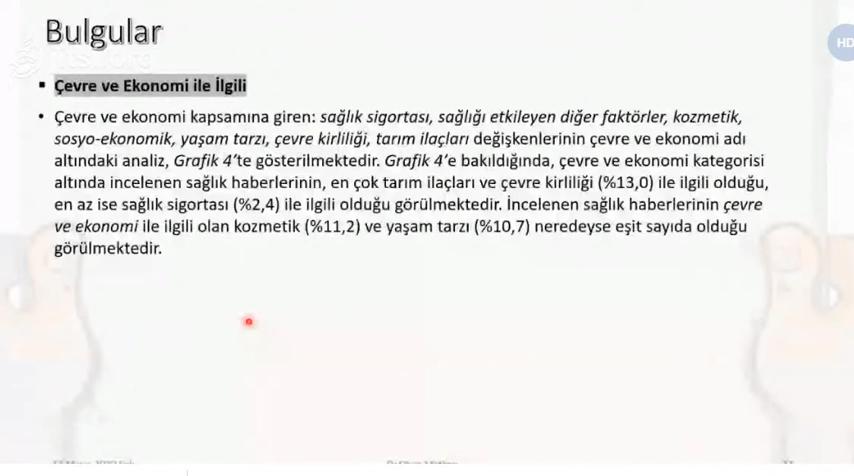 Bulgular
Çevre ve Ekonomi ile İlgili
Çevre ve ekonomi kapsamına giren: sağlık sigortası, sağlığı etkileyen diğer faktörler, kozmetik,
sosyo-ekonomik, yaşam tarzı, çevre kirliliği, tarım ilaçları değişkenlerinin çevre ve ekonomi adı
altındaki analiz, Grafik 4'te gösterilmektedir. Grafik 4'e bakıldığında, çevre ve ekonomi kategorisi
altında incelenen sağlık haberlerinin, en çok tarım ilaçları ve çevre kirliliği (%13,0) ile ilgili olduğu,
en az ise sağlık sigortası (%2,4) ile ilgili olduğu görülmektedir. İncelenen sağlık haberlerinin çevre
ve ekonomi ile ilgili olan kozmetik (%11,2) ve yaşam tarzı (%10,7) neredeyse eşit sayıda olduğu
görülmektedir.
HD